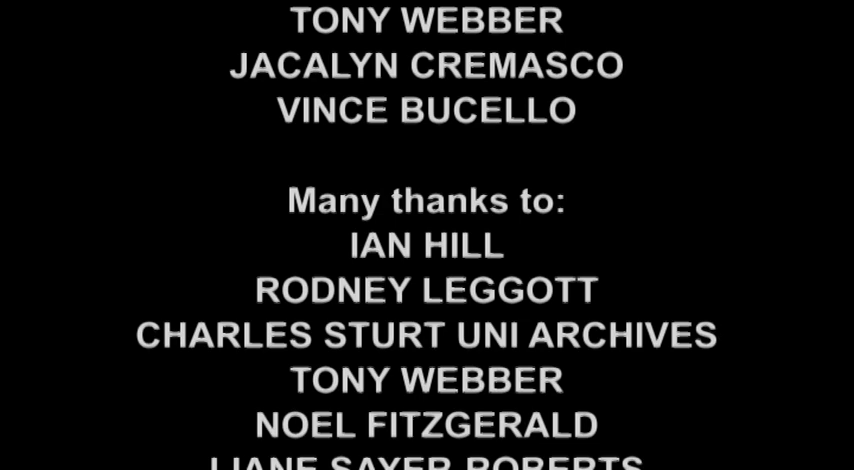 TONY WEBBER
JACALYN CREMASCO
VINCE BUCELLO
Many thanks to:
IAN HILL
RODNEY LEGGOTT
CHARLES STURT UNI ARCHIVES
TONY WEBBER
NOEL FITZGERALD
LIANE SAYER-ROBERTS